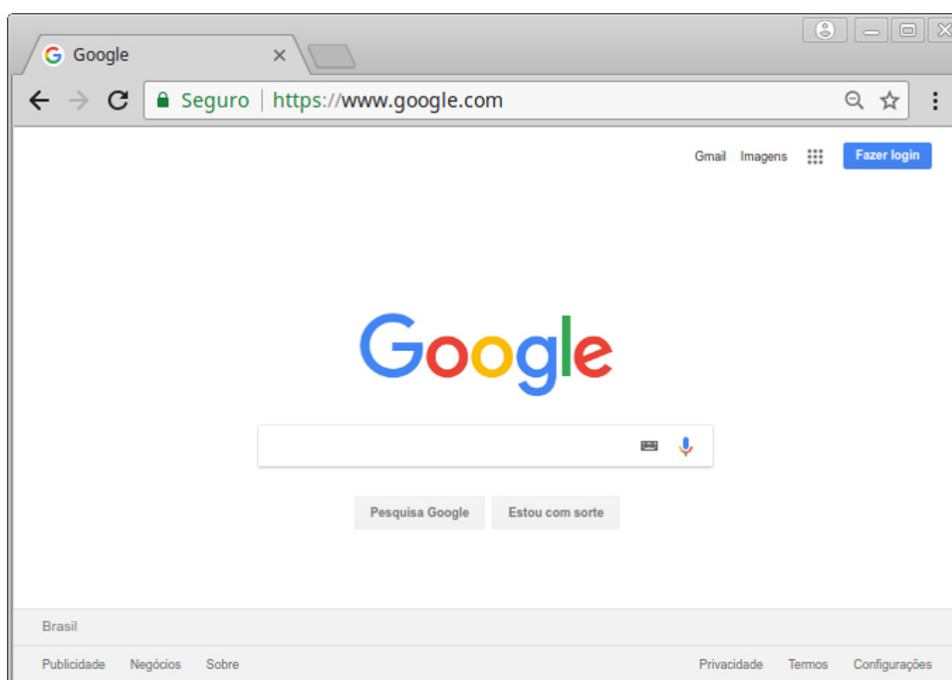 Google
Seguro https://www.google.com
Gmail Imagens Fazer login
Google
Pesquisa Google Estou com sorte
Brasil
Publicidade Negócios Sobre Privacidade Termos Configurações